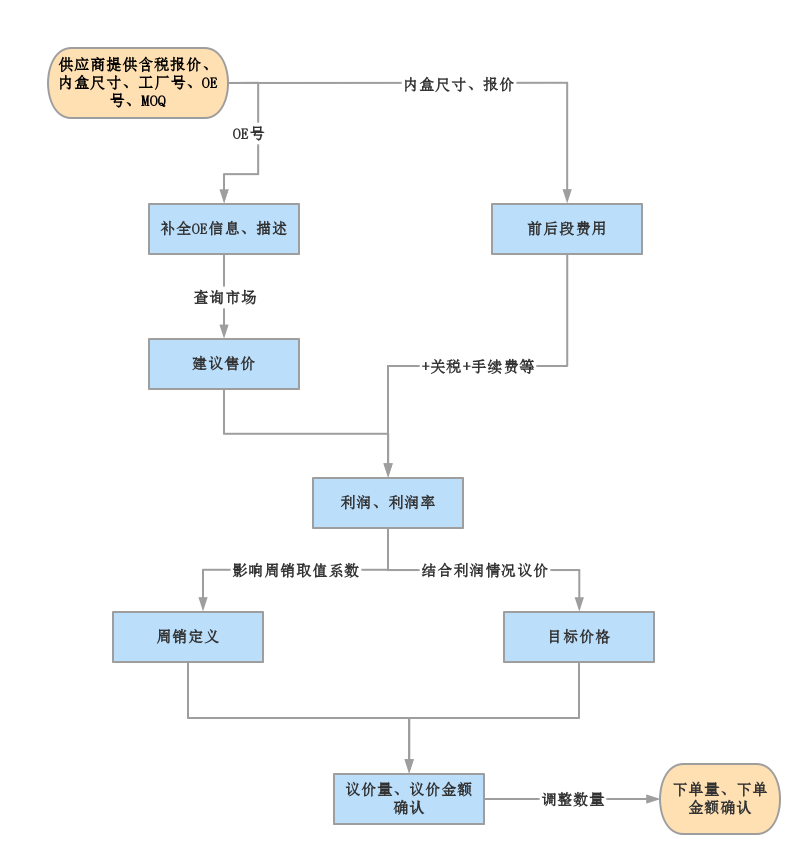 供应商提供含税报价、
内盒尺寸、工厂号、OE
号、MOQ
内盒尺寸、报价
OE号
补全OE信息、描述
前后段费用
查询市场
建议售价
+关税+手续费等
利润、利润率
影响周销取值系数
结合利润情况议价
周销定义
目标价格
议价量、议价金额
确认
调整数量
下单量、下单
金额确认